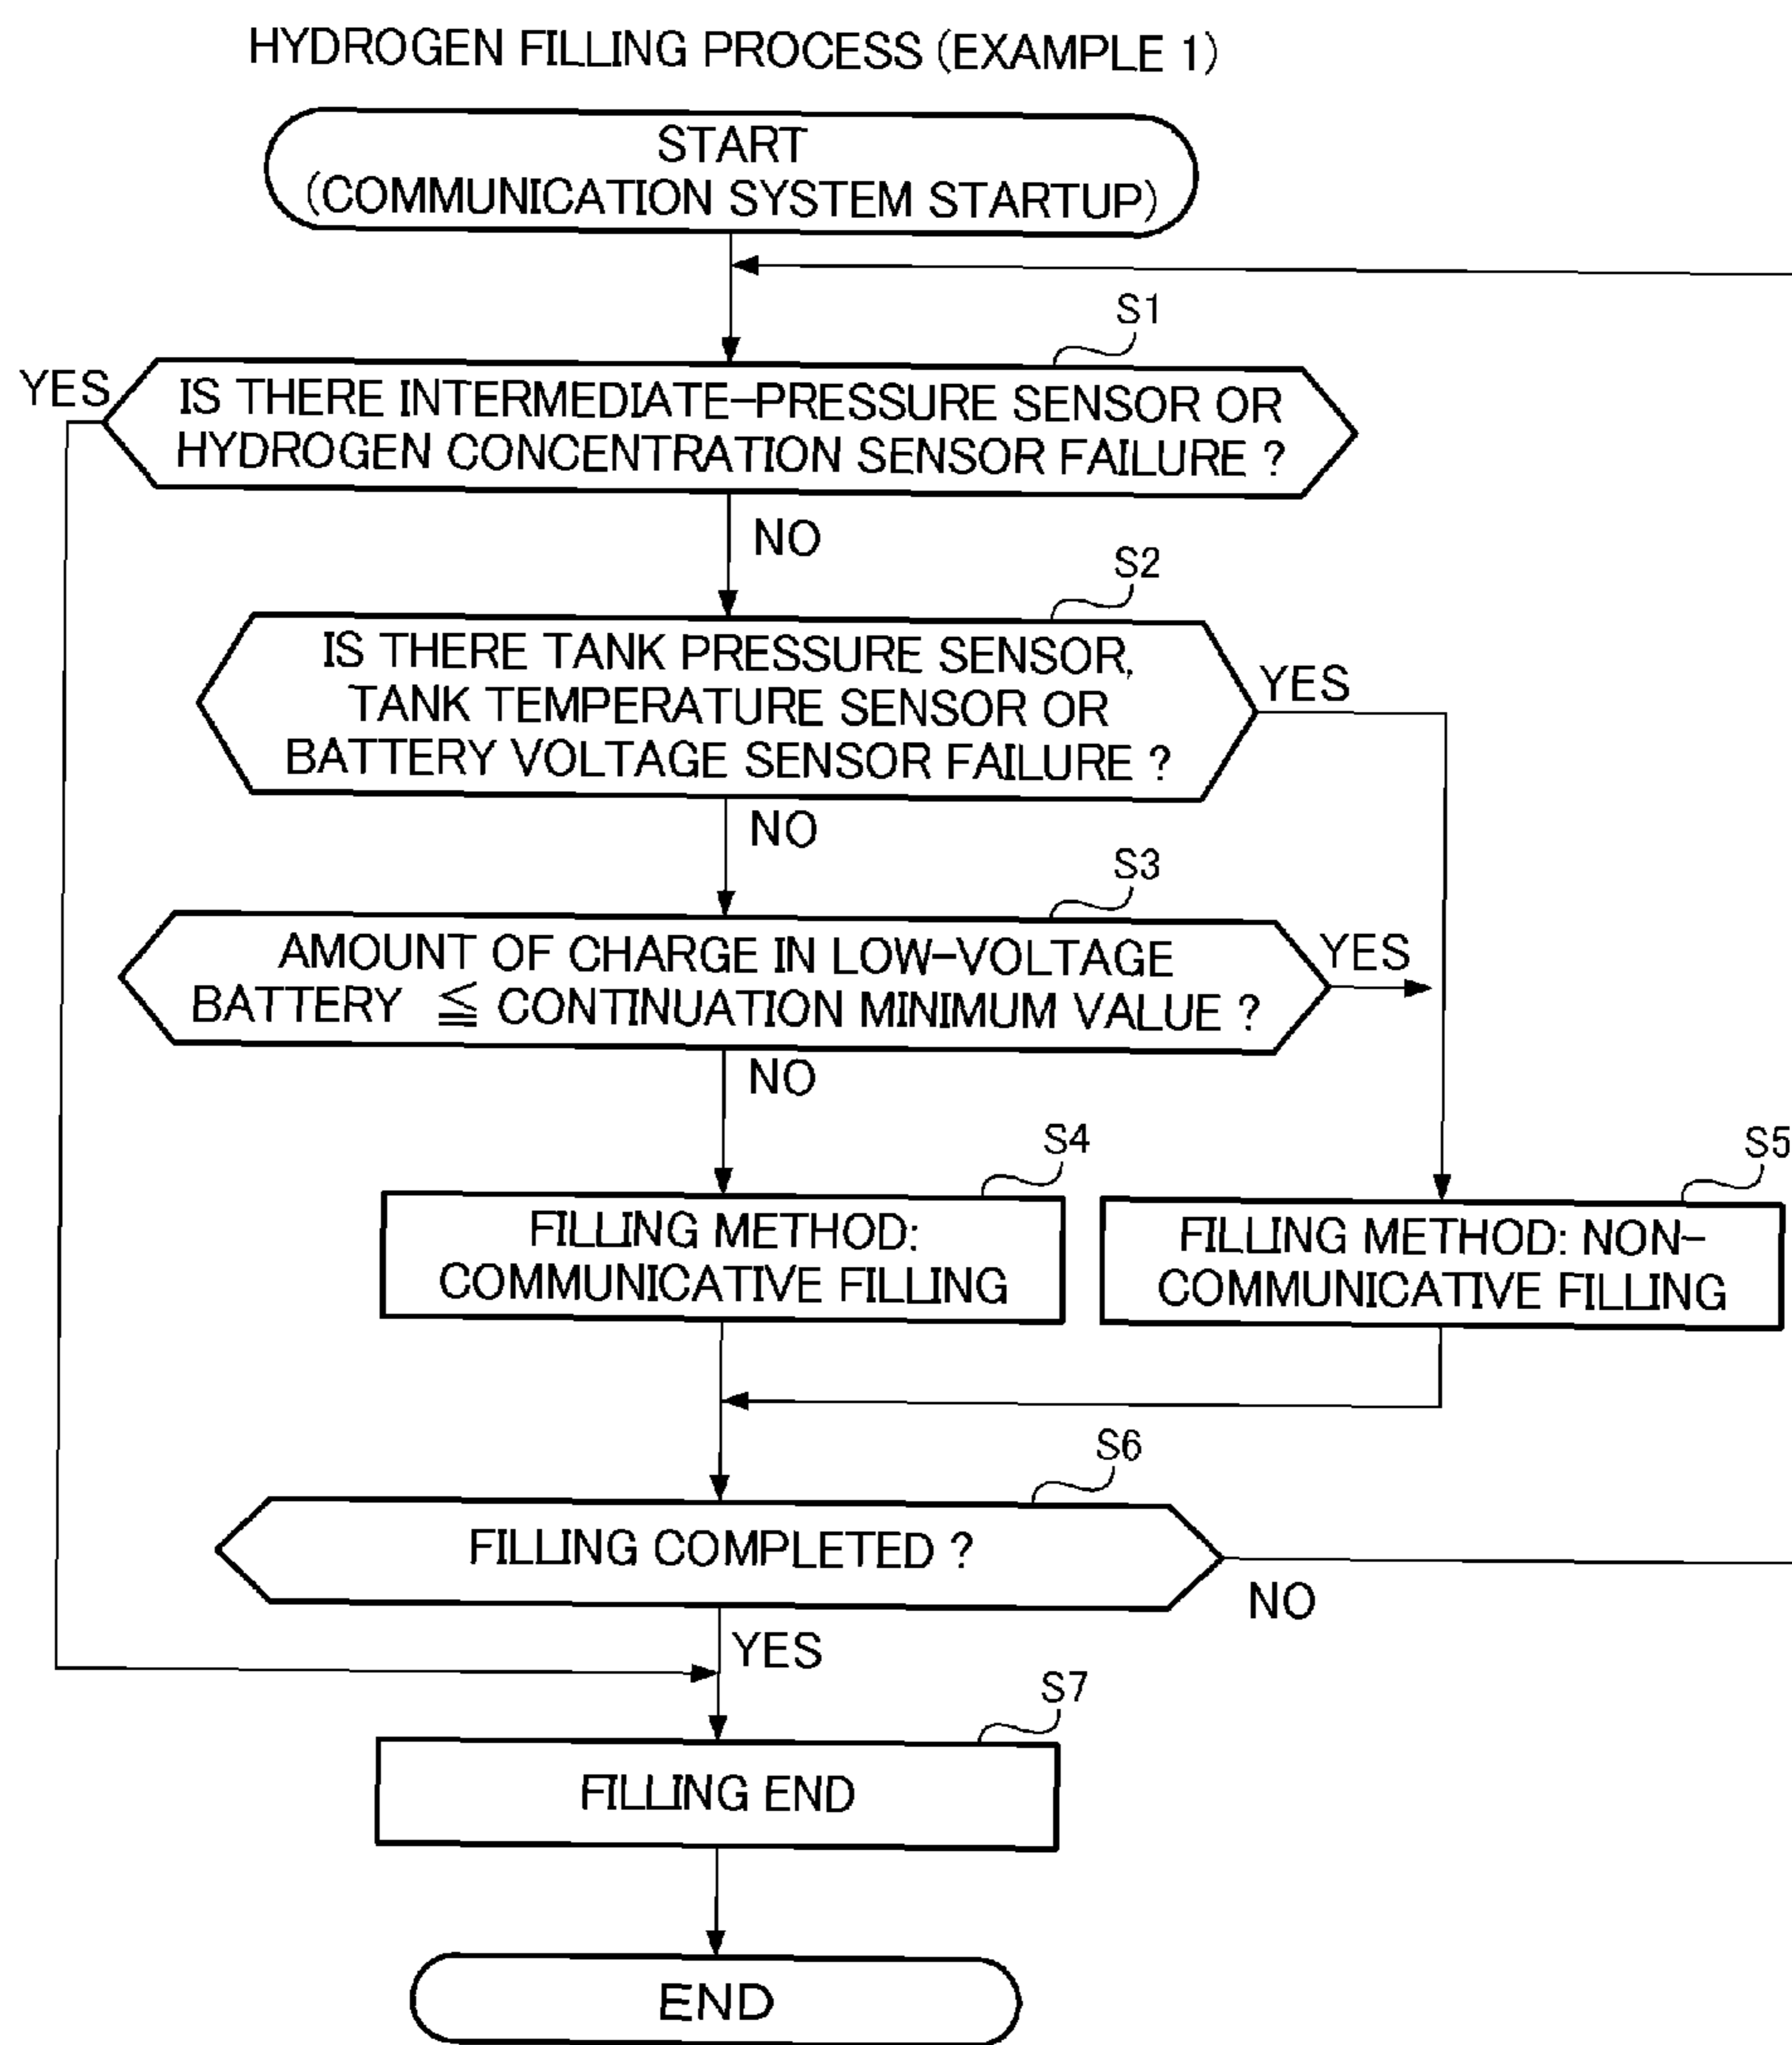 HYDROGEN FILLING PROCESS (EXAMPLE 1)
START
(COMMUNICATION SYSTEM STARTUP)
S1
YES
IS THERE INTERMEDIATE-PRESSURE SENSOR OR
HYDROGEN CONCENTRATION SENSOR FAILURE ?
NO
S2
IS THERE TANK PRESSURE SENSOR,
TANK TEMPERATURE SENSOR OR
BATTERY VOLTAGE SENSOR FAILURE ?
YES
NO
S3
AMOUNT OF CHARGE IN LOW-VOLTAGE
BATTERY ≦ CONTINUATION MINIMUM VALUE ?
YES
NO
S4
FILLING METHOD:
COMMUNICATIVE FILLING
S5
FILLING METHOD: NON-
COMMUNICATIVE FILLING
S6
FILLING COMPLETED ?
NO
YES
S7
FILLING END
END